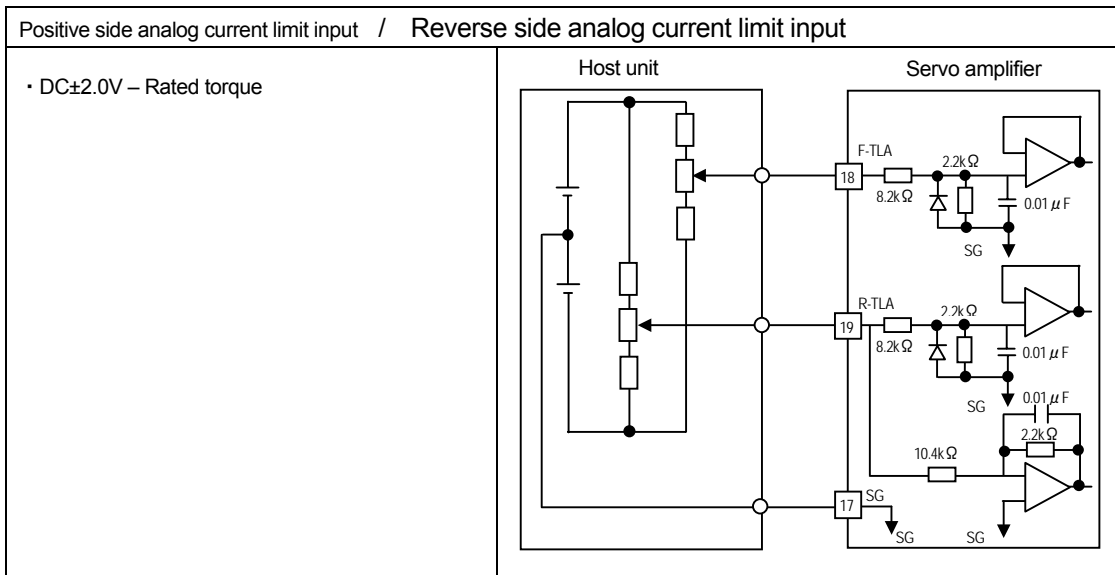 Positive side analog current limit input / Reverse side analog current limit input
・DC±2.0V – Rated torque
Host unit
Servo amplifier
F-TLA
18
8.2kΩ
2.2kΩ
0.01μF
SG
R-TLA
19
8.2kΩ
2.2kΩ
0.01μF
SG
0.01μF
2.2kΩ
10.4kΩ
17
SG
SG
SG